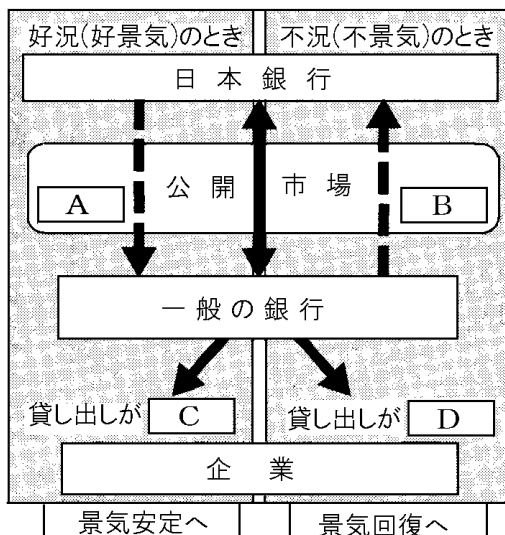 好況(好景気)のとき
不況(不景気)のとき
日本銀行
公開市場
A
B
一般の銀行
貸し出しが C
貸し出しが D
企業
景気安定へ
景気回復へ